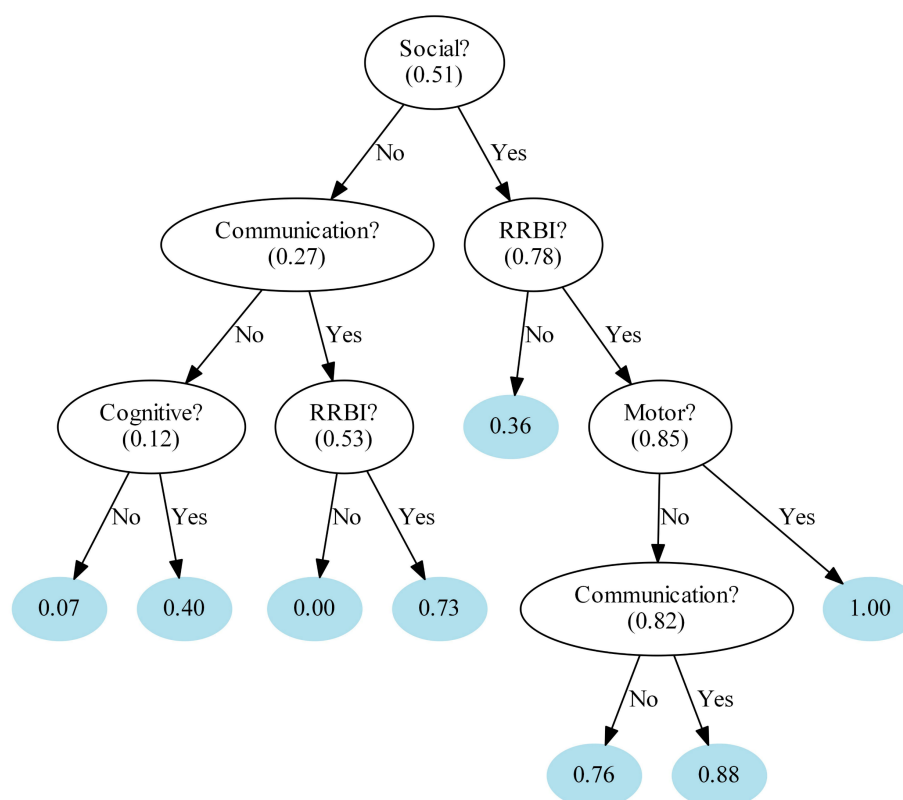 Social?
(0.51)
No
Yes
Communication?
(0.27)
RRBI?
(0.78)
No
Yes
No
Yes
Cognitive?
(0.12)
RRBI?
(0.53)
0.36
Motor?
(0.85)
No
Yes
No
Yes
No
Yes
0.07
0.40
0.00
0.73
Communication?
(0.82)
1.00
No
Yes
0.76
0.88